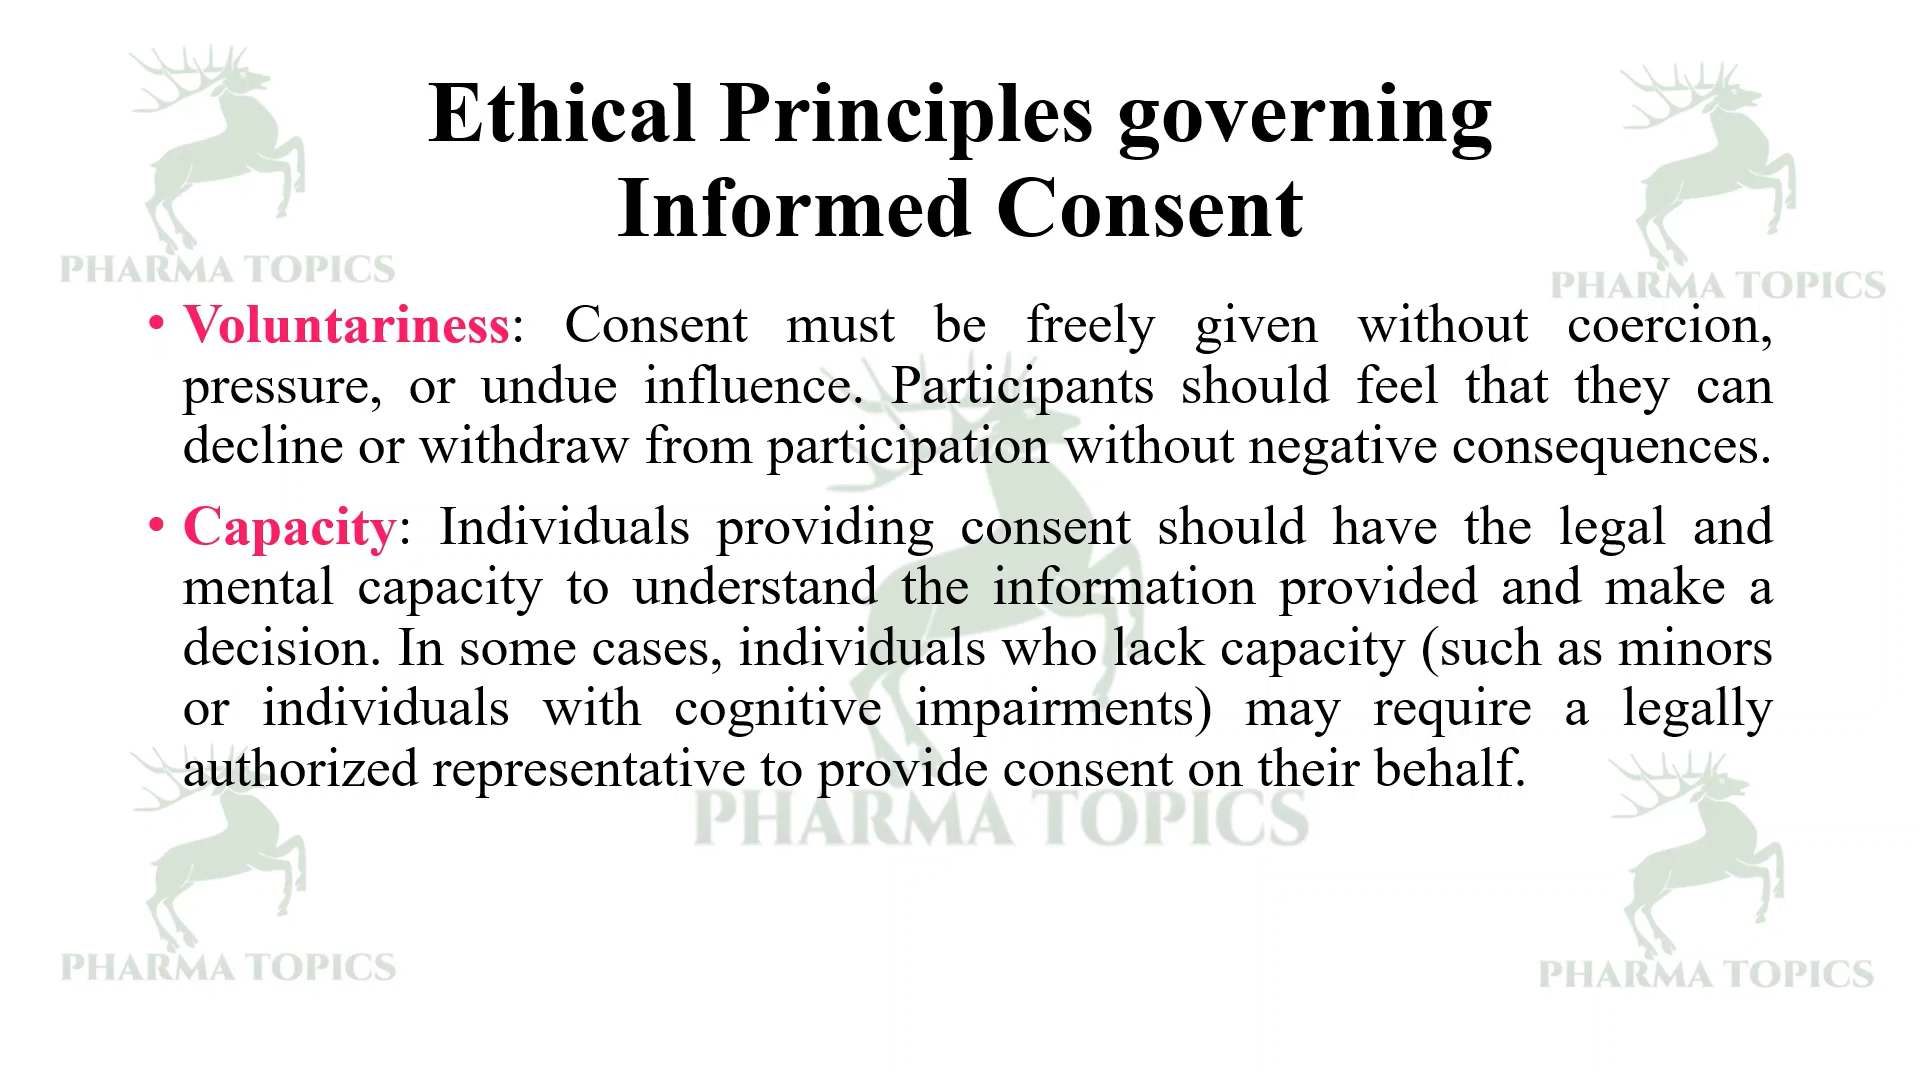 Ethical Principles governing
Informed Consent
PHARMA TOPICS
PHARMA TOPICS
• Voluntariness: Consent must be freely given without coercion,
pressure, or undue influence. Participants should feel that they can
decline or withdraw from participation without negative consequences.
• Capacity: Individuals providing consent should have the legal and
mental capacity to understand the information provided and make a
decision. In some cases, individuals who lack capacity (such as minors
or individuals with cognitive impairments) may require a legally
authorized representative to provide consent on their behalf.
PHARMA TOPICS
PHARMA TOPICS
PHARMA TOPICS